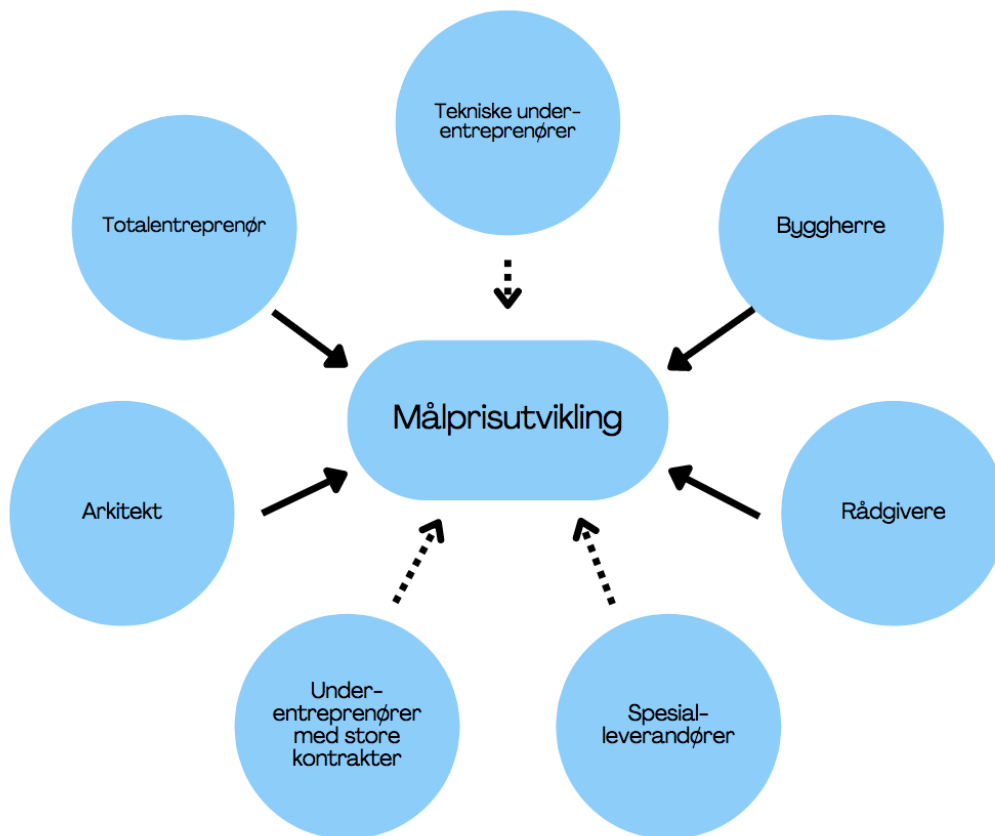 Tekniske under-
entreprenører
Totalentreprenør
Byggherre
Målprisutvikling
Arkitekt
Rådgivere
Under-
entreprenører
med store
kontrakter
Spesial-
leverandører